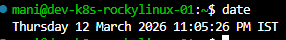 mani@dev-k8s-rockylinux-01:~$ date
Thursday 12 March 2026 11:05:26 PM IST